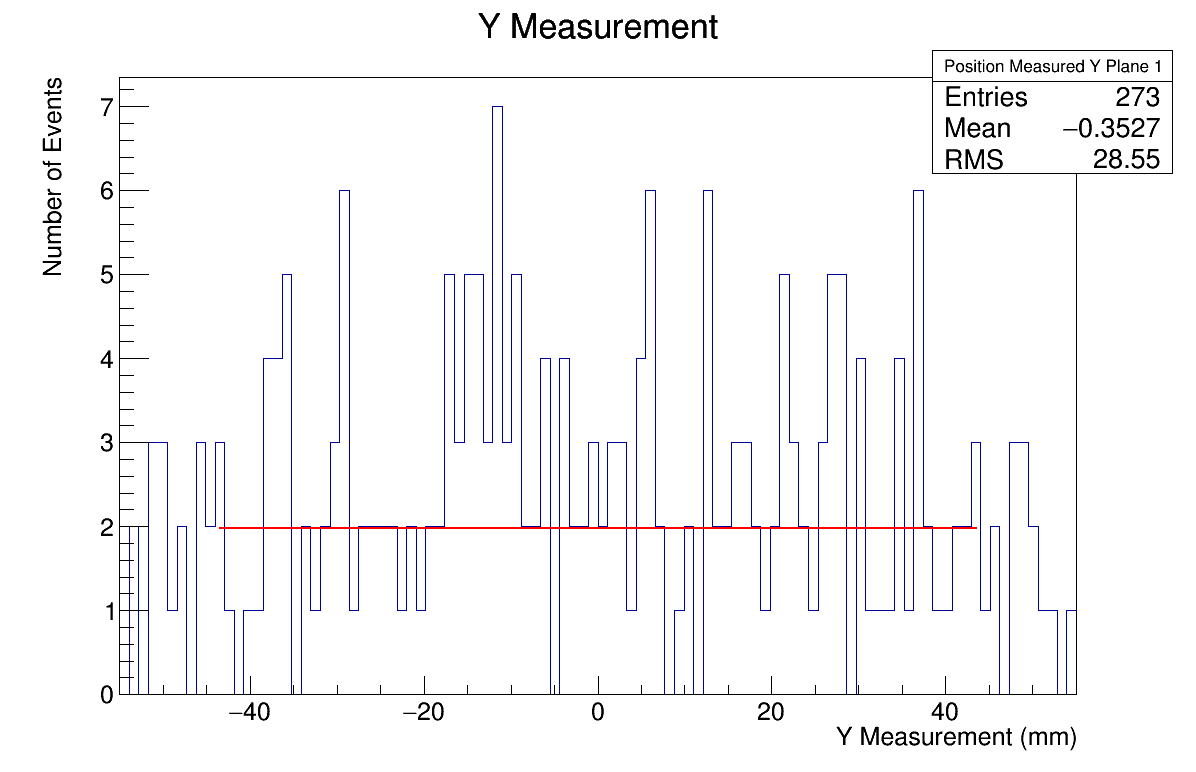 Y Measurement
Position Measured Y Plane 1
Entries 273
Mean −0.3527
RMS 28.55
Number of Events
7
6
5
4
3
2
1
0
−40 −20 0 20 40
Y Measurement (mm)